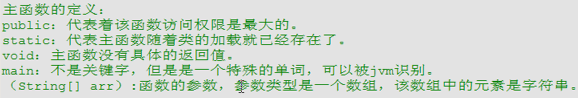 主函数的定义：
public：代表着该函数访问权限是最大的。
static：代表主函数随着类的加载就已经存在了。
void：主函数没有具体的返回值。
main：不是关键字，但是是一个特殊的单词，可以被jvm识别。
（String[] arr）:函数的参数，参数类型是一个数组，该数组中的元素是字符串。